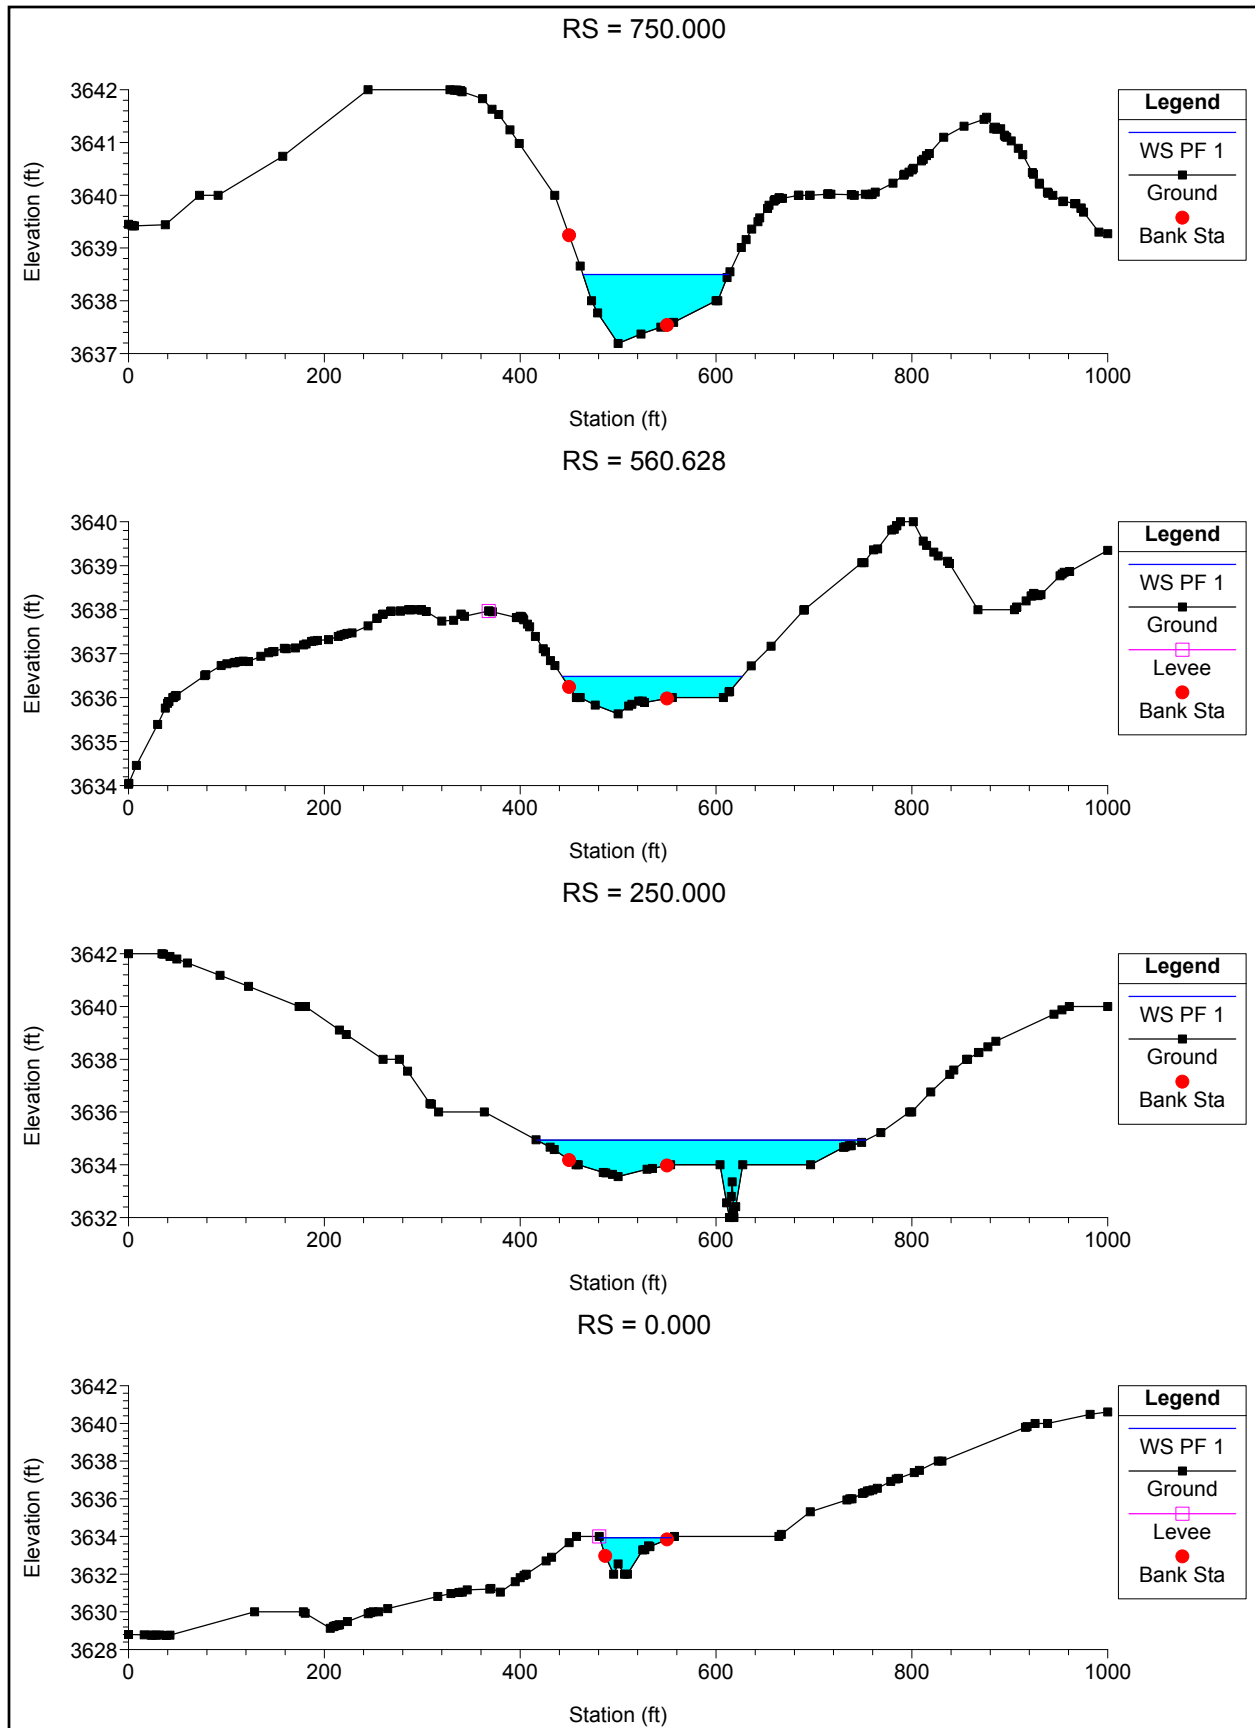 RS = 750.000
3642
3641
3640
3639
3638
3637
Elevation (ft)
0 200 400 600 800 1000
Station (ft)
Legend
WS PF 1
Ground
Bank Sta
RS = 560.628
3640
3639
3638
3637
3636
3635
3634
Elevation (ft)
0 200 400 600 800 1000
Station (ft)
Legend
WS PF 1
Ground
Levee
Bank Sta
RS = 250.000
3642
3640
3638
3636
3634
3632
Elevation (ft)
0 200 400 600 800 1000
Station (ft)
Legend
WS PF 1
Ground
Bank Sta
RS = 0.000
3642
3640
3638
3636
3634
3632
3630
3628
Elevation (ft)
0 200 400 600 800 1000
Station (ft)
Legend
WS PF 1
Ground
Levee
Bank Sta